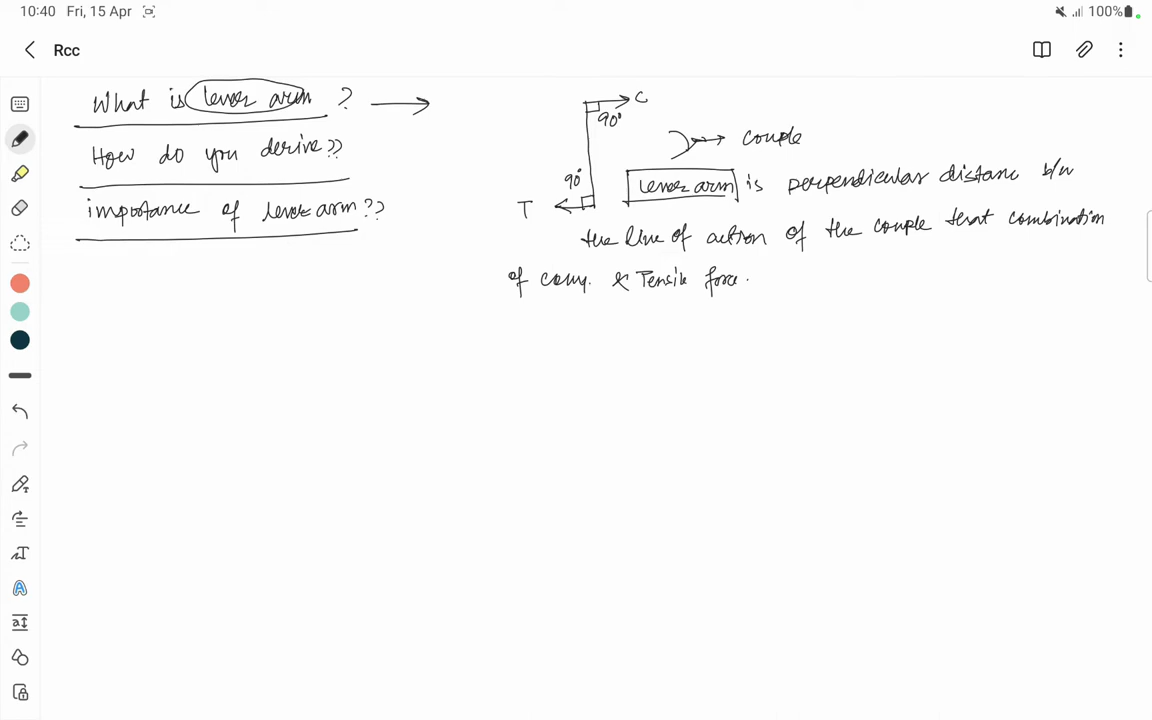 10:40 Fri, 15 Apr
100%
Rcc
What is lever arm ?
How do you derive??
importance of lever arm??
C
90°
couple
90°
T
lever arm is perpendicular distanc b/w
the line of action of the couple that combination
of comp. & Tensile force.